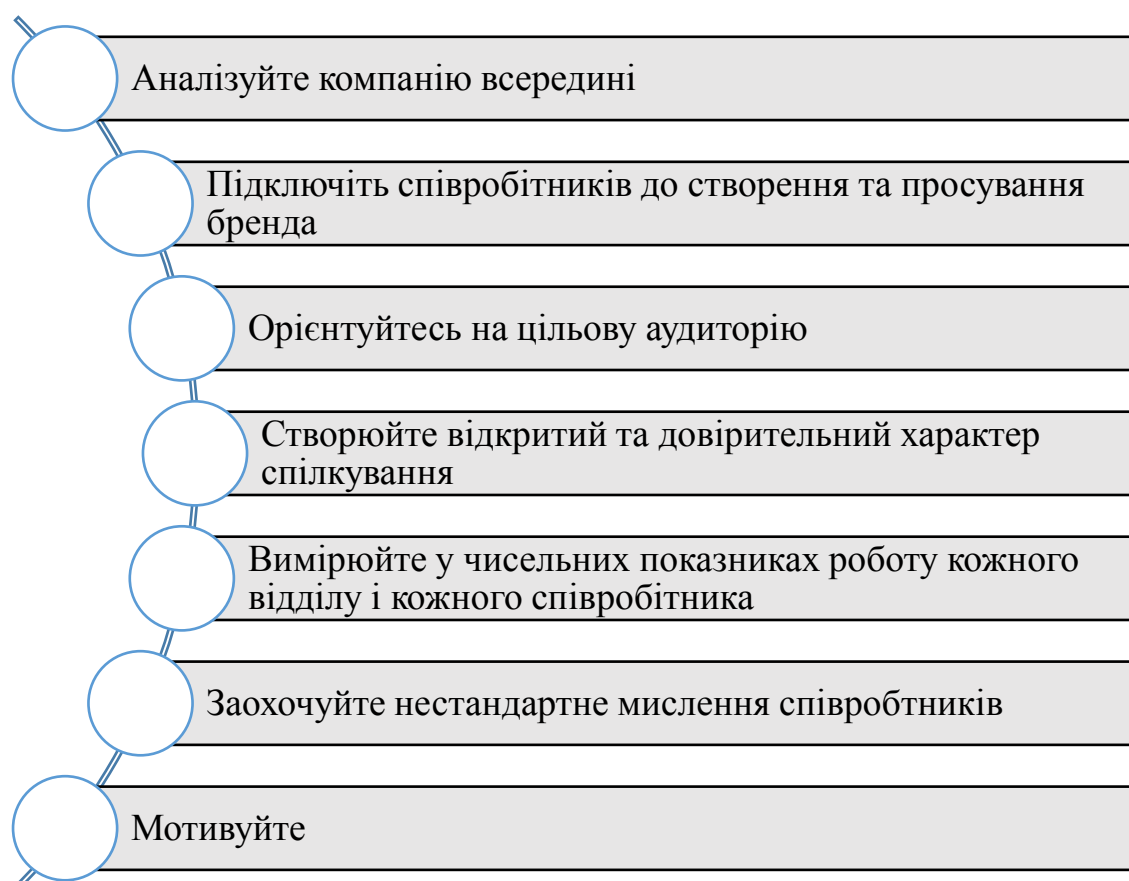 Аналізуйте компанію всередині
Підключіть співробітників до створення та просування
бренда
Орієнтуйтесь на цільову аудиторію
Створюйте відкритий та довірительний характер
спілкування
Вимірюйте у чисельних показниках роботу кожного
відділу і кожного співробітника
Заохочуйте нестандартне мислення співробтників
Мотивуйте